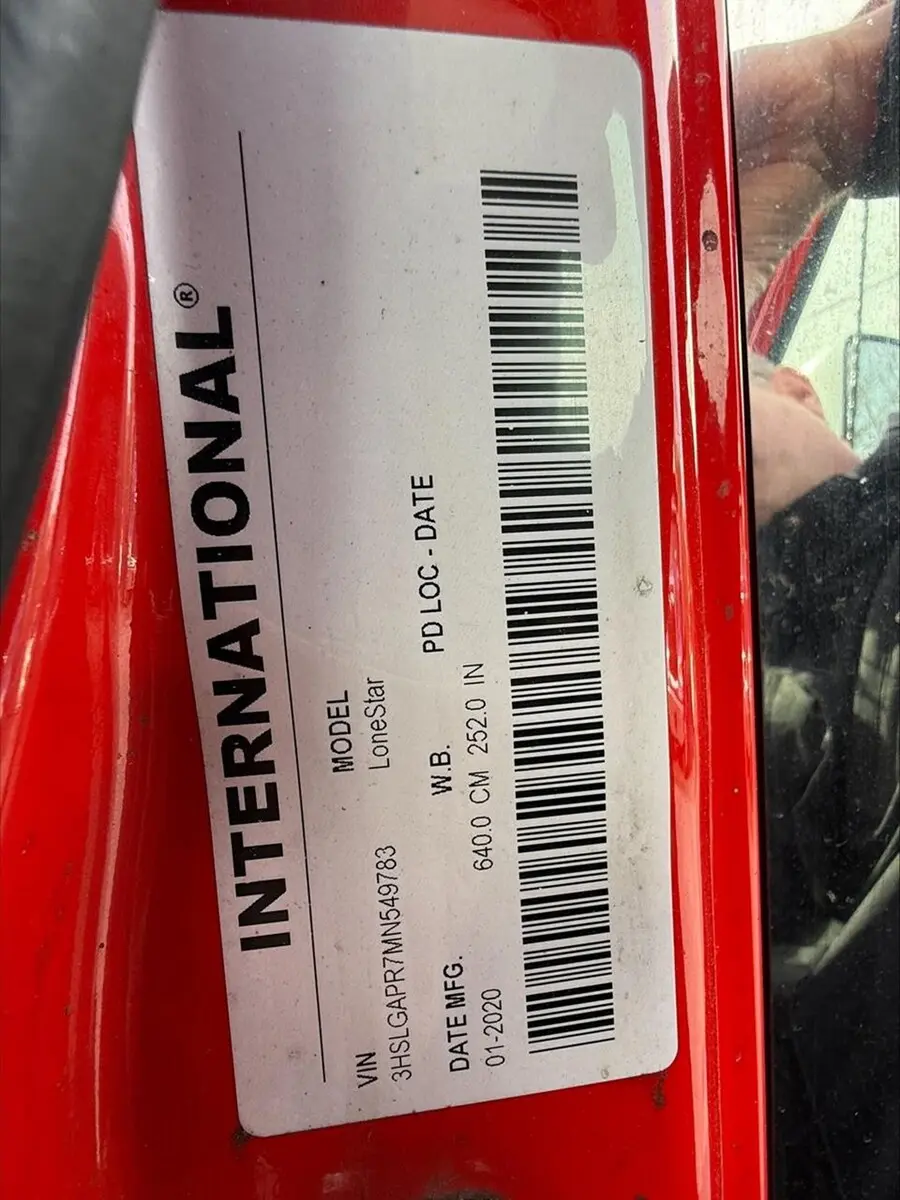 INTERNATIONAL®
VIN MODEL
3HSLGAPR7MN549783 LoneStar
DATE MFG. W.B. PD LOC - DATE
01-2020 640.0 CM 252.0 IN